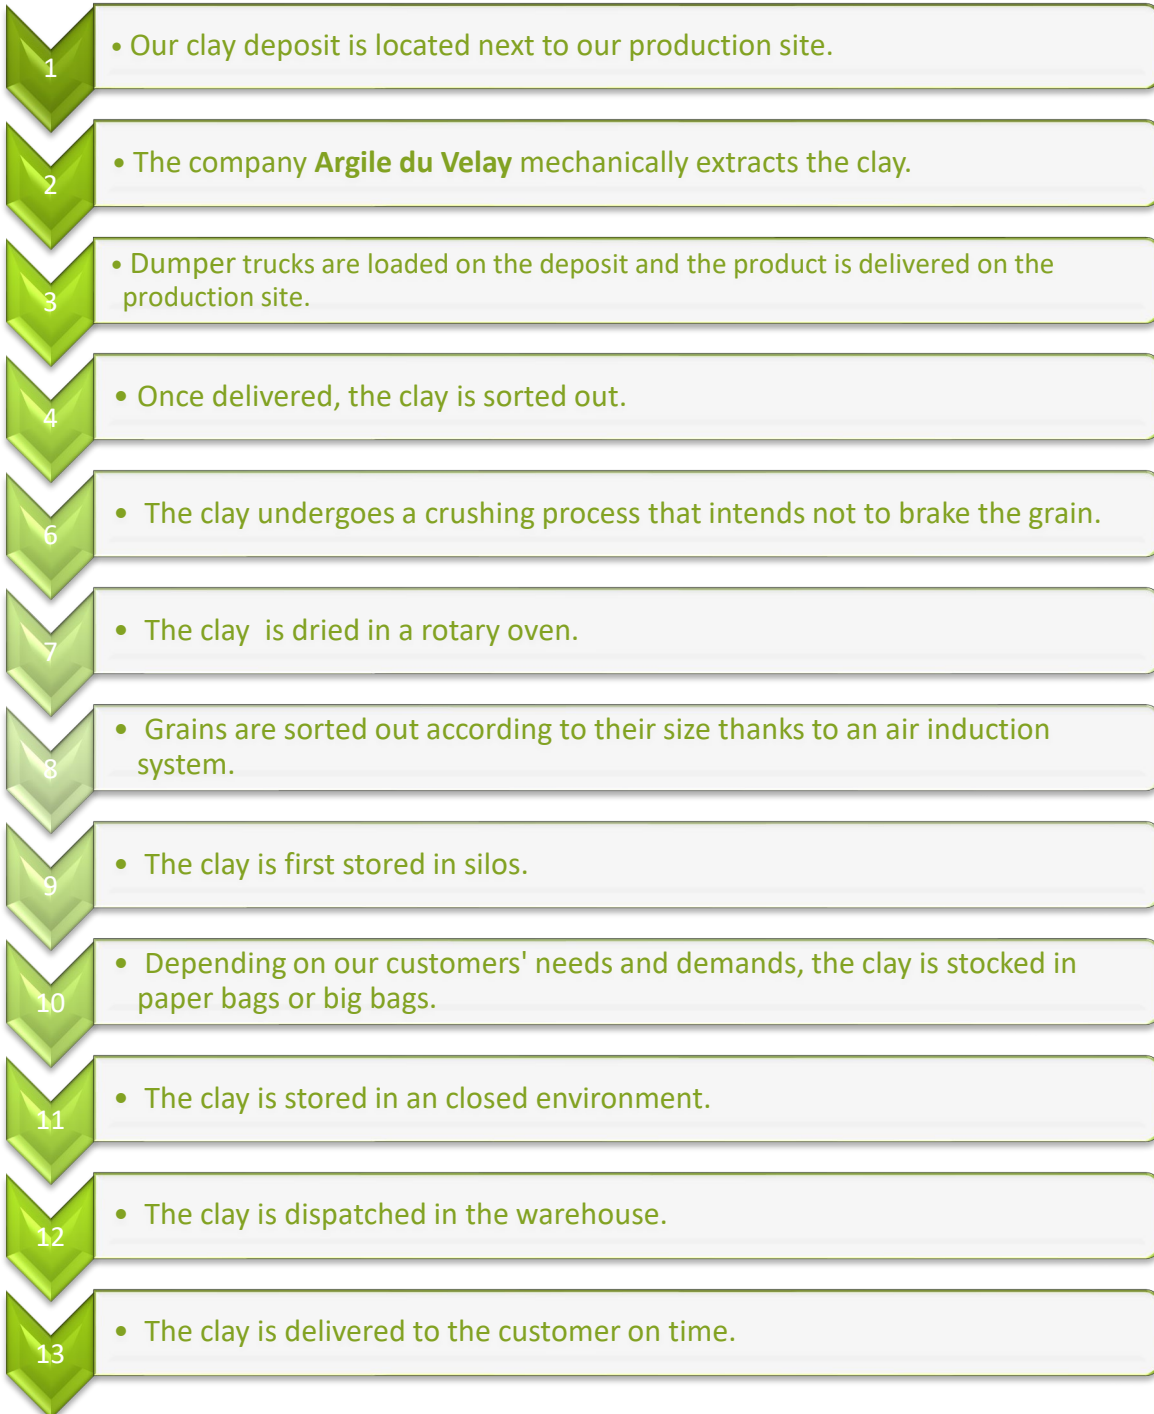 1
• Our clay deposit is located next to our production site.
2
• The company Argile du Velay mechanically extracts the clay.
3
• Dumper trucks are loaded on the deposit and the product is delivered on the
production site.
4
• Once delivered, the clay is sorted out.
6
• The clay undergoes a crushing process that intends not to brake the grain.
7
• The clay is dried in a rotary oven.
8
• Grains are sorted out according to their size thanks to an air induction
system.
9
• The clay is first stored in silos.
10
• Depending on our customers' needs and demands, the clay is stocked in
paper bags or big bags.
11
• The clay is stored in an closed environment.
12
• The clay is dispatched in the warehouse.
13
• The clay is delivered to the customer on time.